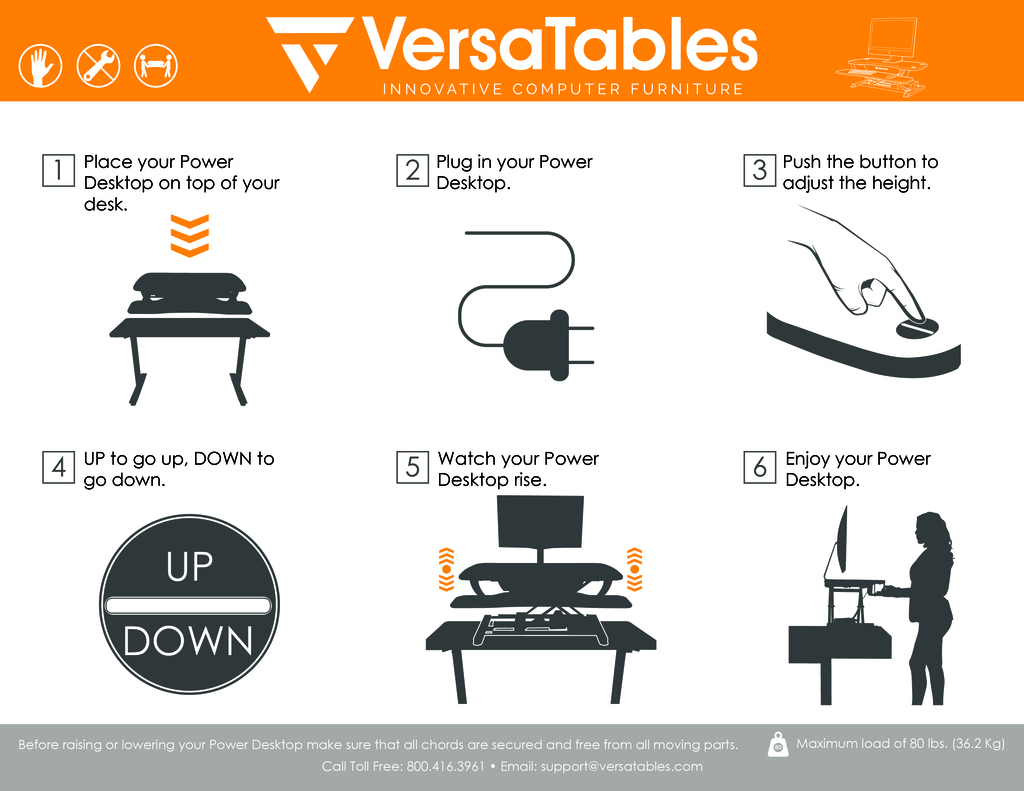 VersaTables
INNOVATIVE COMPUTER FURNITURE
1
Place your Power
Desktop on top of your
desk.
2
Plug in your Power
Desktop.
3
Push the button to
adjust the height.
4
UP to go up, DOWN to
go down.
UP
DOWN
5
Watch your Power
Desktop rise.
6
Enjoy your Power
Desktop.
Before raising or lowering your Power Desktop make sure that all chords are secured and free from all moving parts.
80
Maximum load of 80 lbs. (36.2 Kg)
Call Toll Free: 800.416.3961 • Email: support@versatables.com